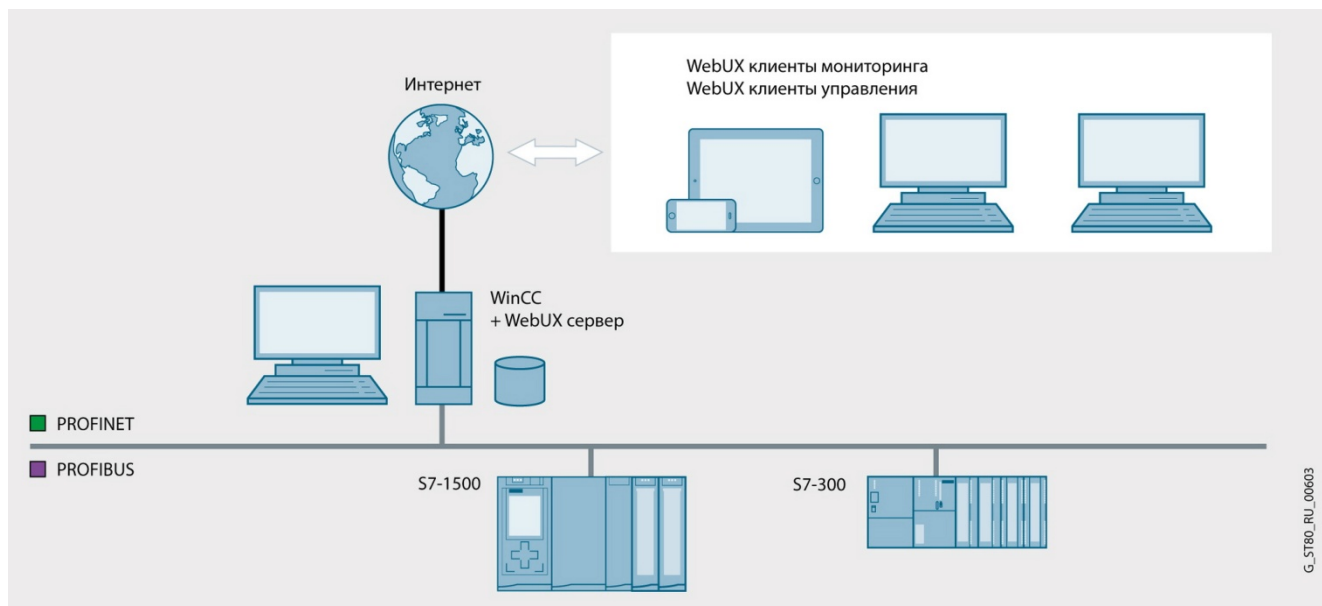 WebUX клиенты мониторинга
WebUX клиенты управления
Интернет
WinCC
+ WebUX сервер
PROFINET
PROFIBUS
S7-1500
S7-300
G_ST80_RU_00603